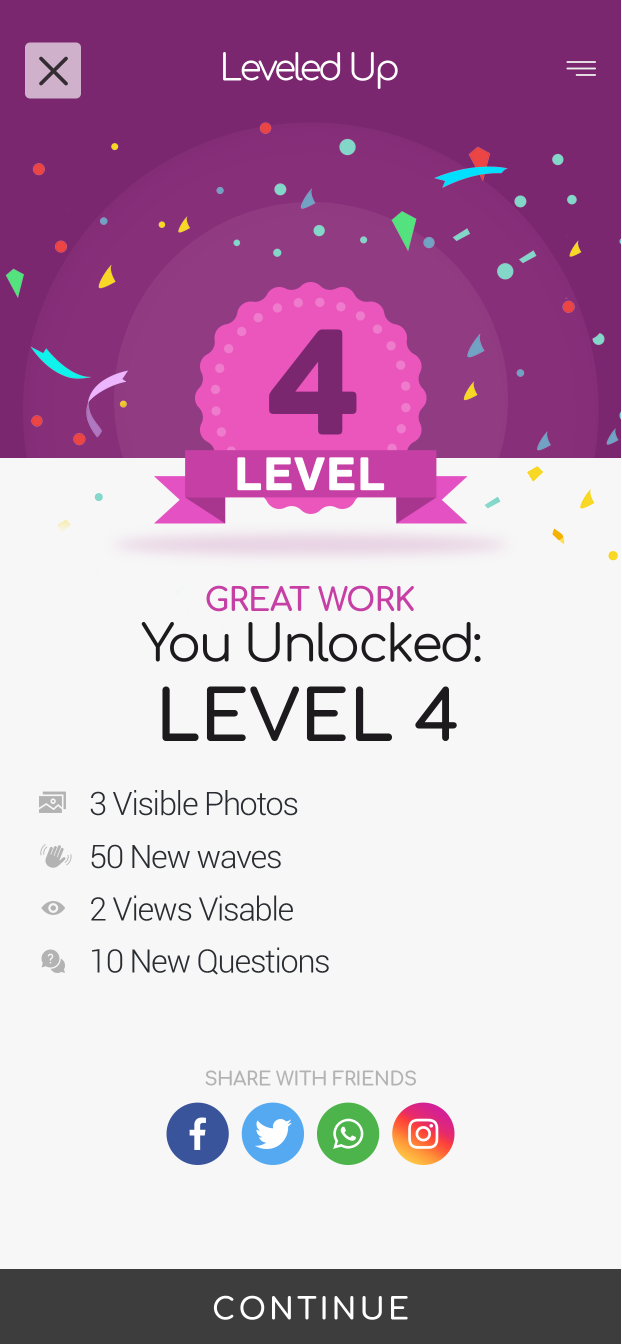 Leveled Up
4
LEVEL
GREAT WORK
You Unlocked:
LEVEL 4
3 Visible Photos
50 New waves
2 Views Visable
10 New Questions
SHARE WITH FRIENDS
CONTINUE